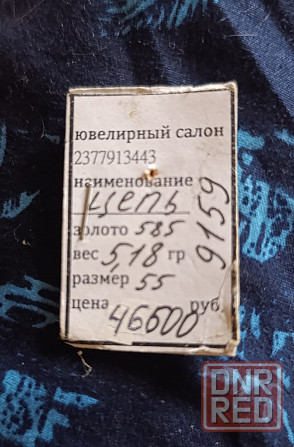 ювелирный салон
2377913443
наименование
цепь
золото 585
вес 5,18 гр
размер 55
цена 46600 руб
9159
DNR
RED